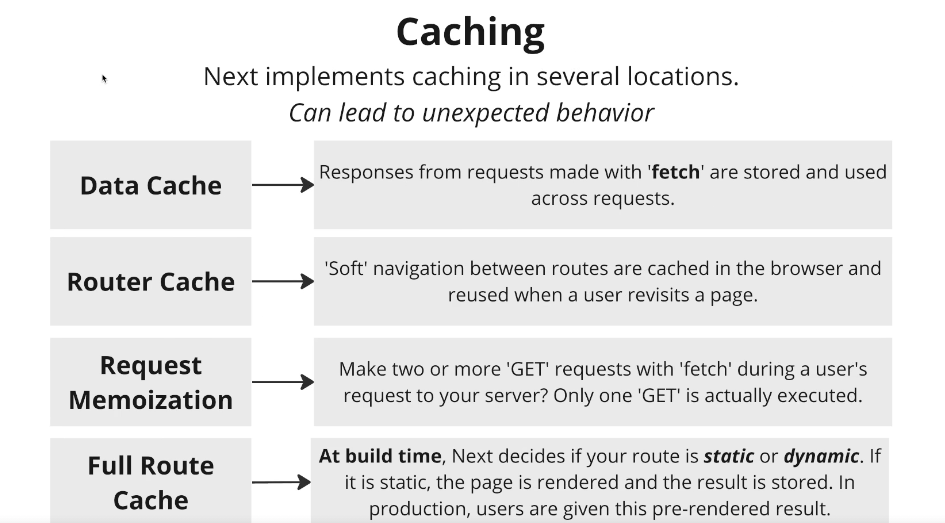 Caching
Next implements caching in several locations.
Can lead to unexpected behavior
Data Cache
Responses from requests made with 'fetch' are stored and used
across requests.
Router Cache
'Soft' navigation between routes are cached in the browser and
reused when a user revisits a page.
Request
Memoization
Make two or more 'GET' requests with 'fetch' during a user's
request to your server? Only one 'GET' is actually executed.
Full Route
Cache
At build time, Next decides if your route is static or dynamic. If
it is static, the page is rendered and the result is stored. In
production, users are given this pre-rendered result.